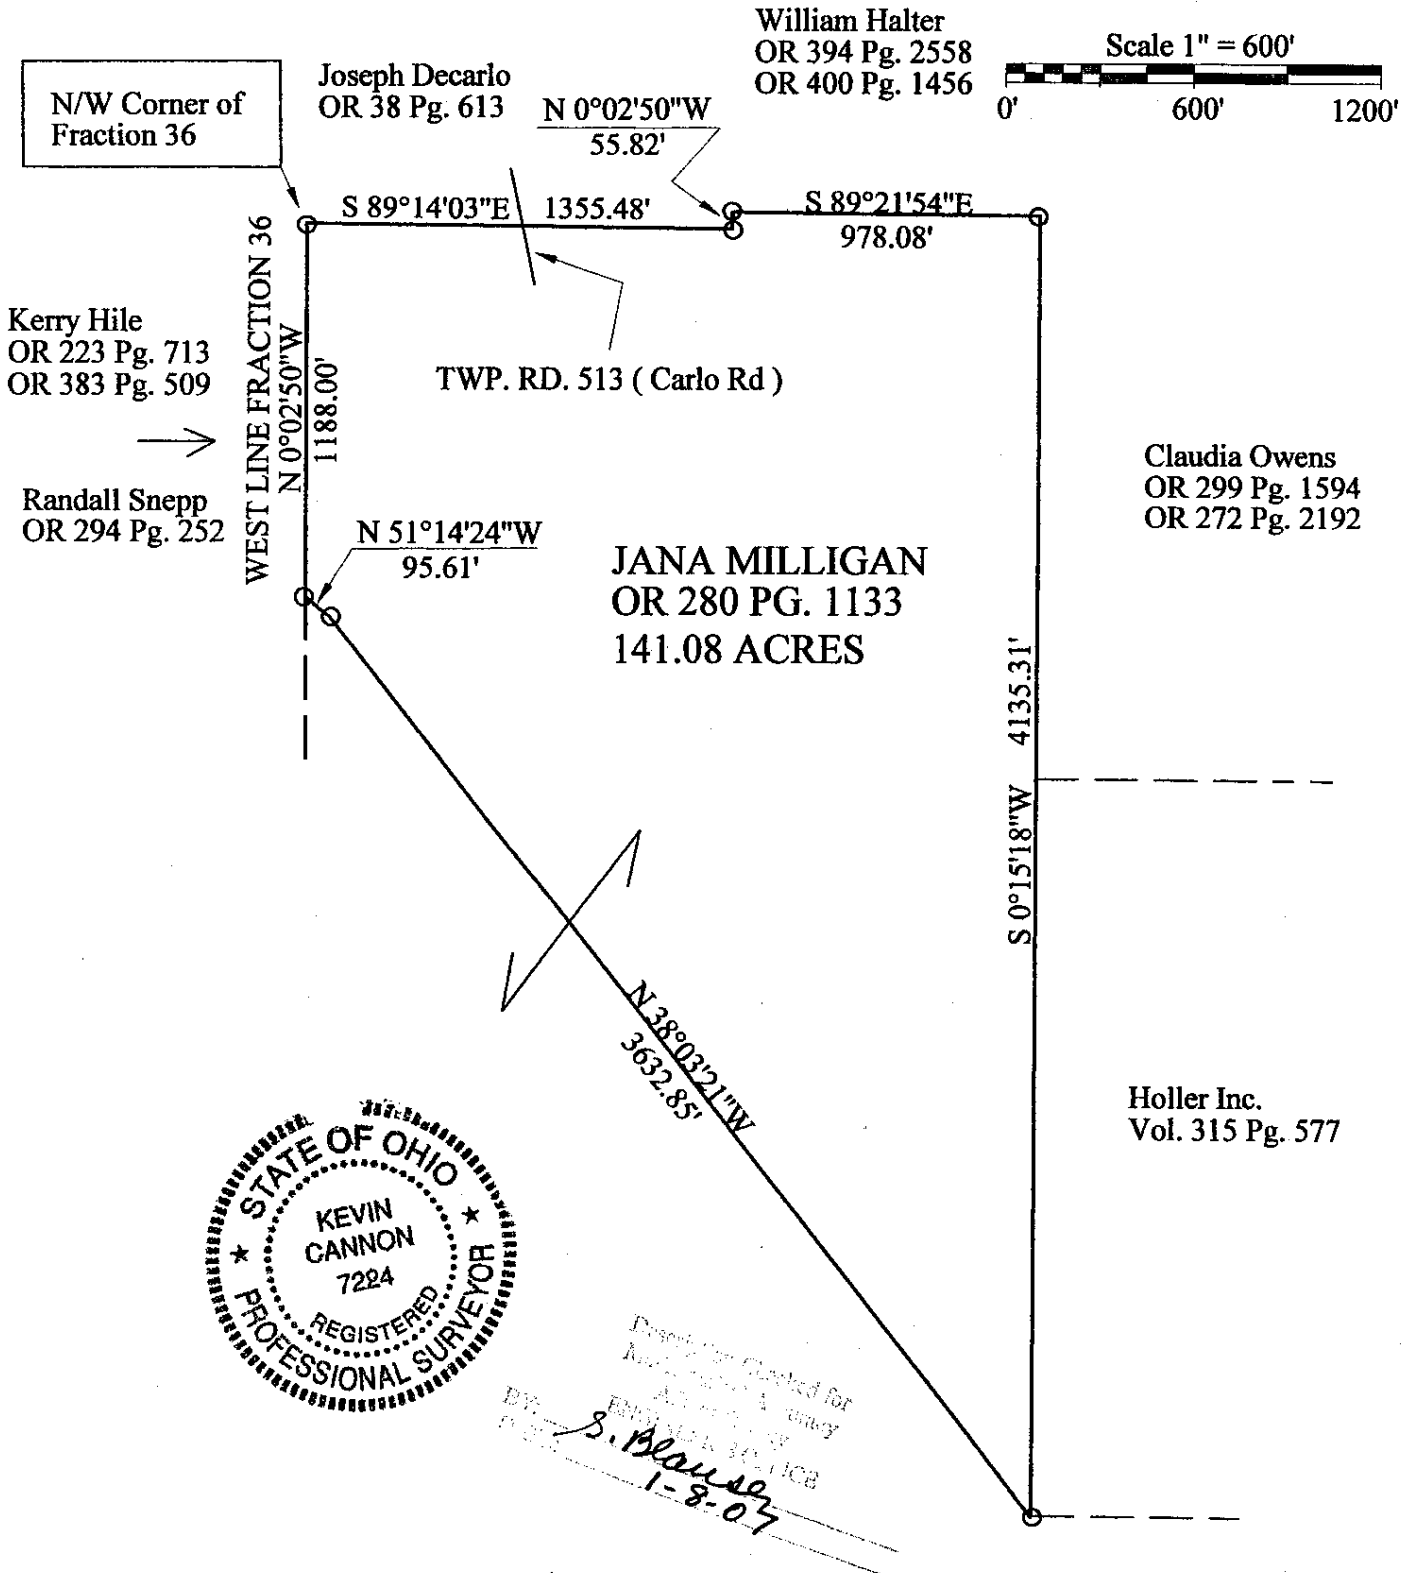 William Halter
OR 394 Pg. 2558
OR 400 Pg. 1456
Scale 1" = 600'
0' 600' 1200'
N/W Corner of
Fraction 36
Joseph Decarlo
OR 38 Pg. 613
N 0°02'50"W
55.82'
S 89°14'03"E 1355.48'
S 89°21'54"E
978.08'
WEST LINE FRACTION 36
N 0°02'50"W
1188.00'
Kerry Hile
OR 223 Pg. 713
OR 383 Pg. 509
TWP. RD. 513 ( Carlo Rd )
Randall Snepp
OR 294 Pg. 252
N 51°14'24"W
95.61'
JANA MILLIGAN
OR 280 PG. 1133
141.08 ACRES
Claudia Owens
OR 299 Pg. 1594
OR 272 Pg. 2192
S 0°15'18"W 4135.31'
N 38°03'21"W
3632.85'
Holler Inc.
Vol. 315 Pg. 577
STATE OF OHIO
KEVIN
CANNON
7224
REGISTERED
PROFESSIONAL SURVEYOR
Checked for
BY: S.
1-8-07